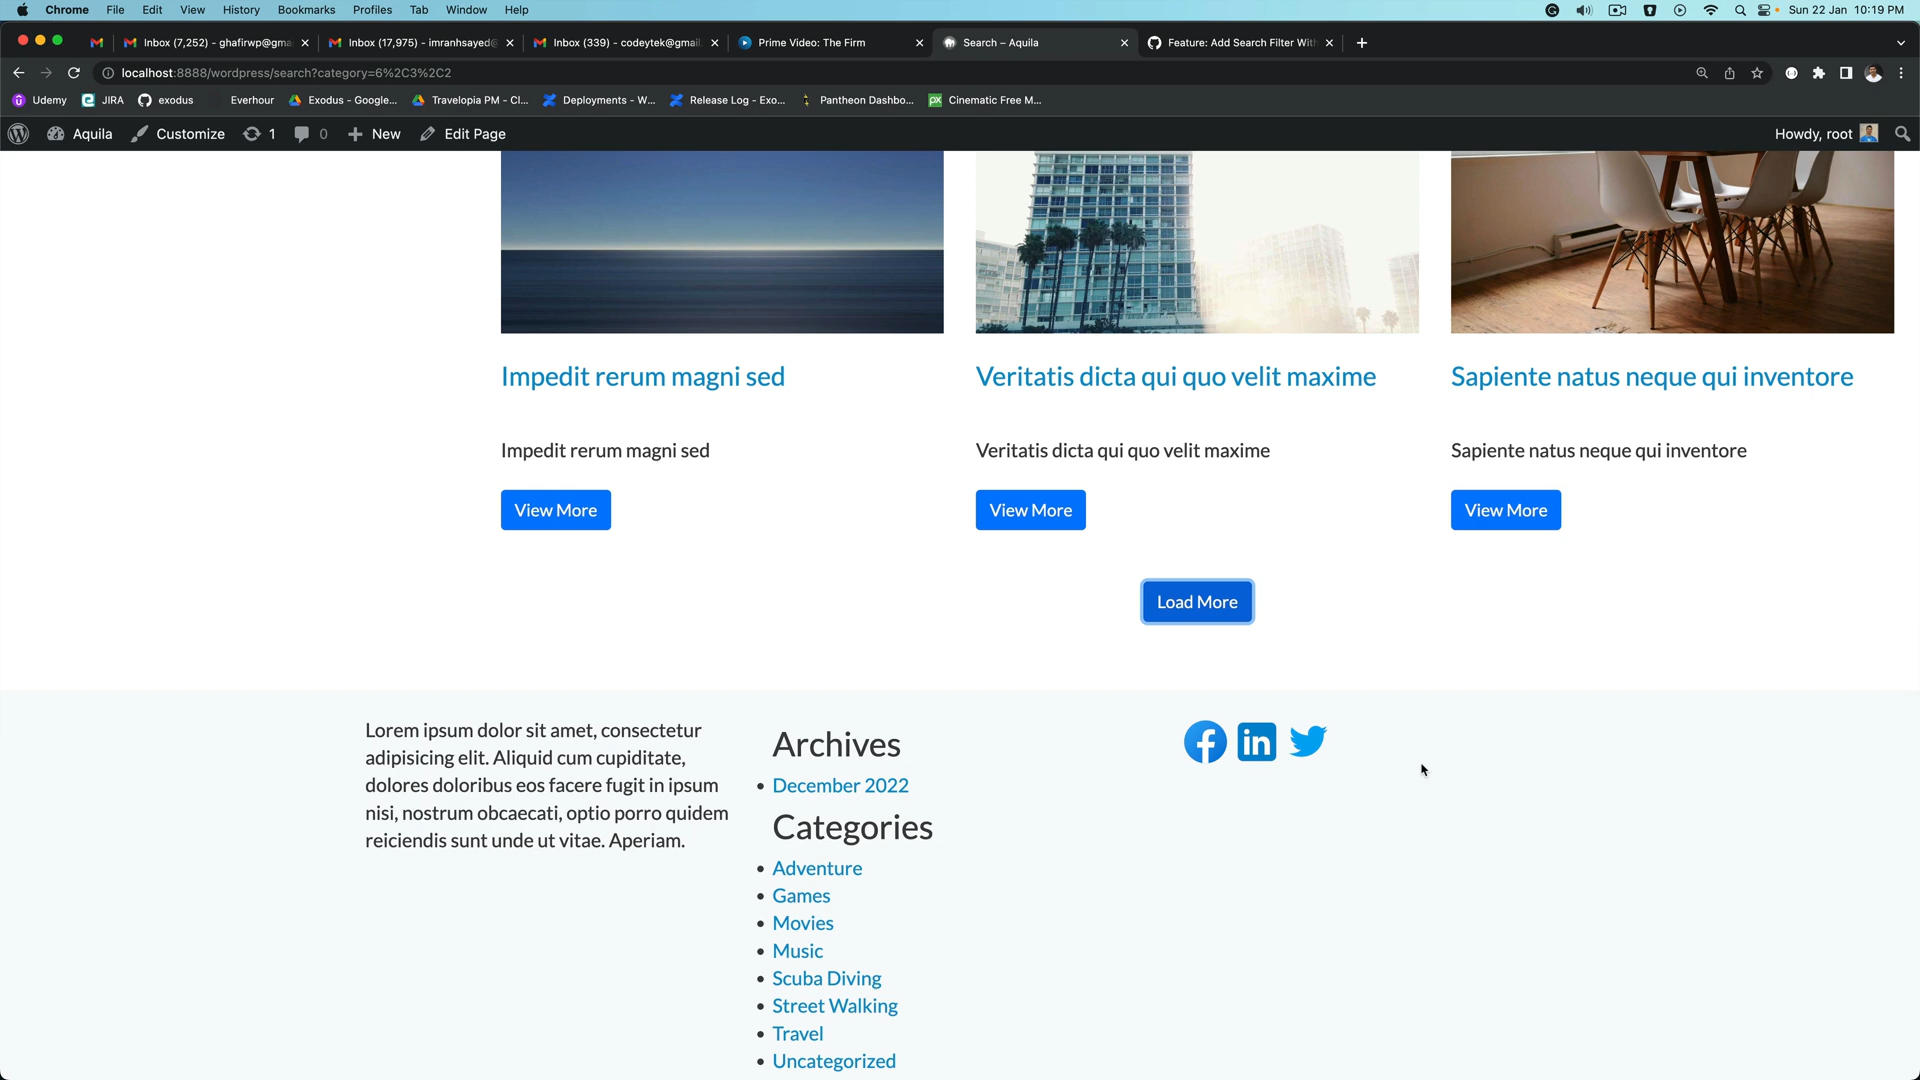 Chrome File Edit View History Bookmarks Profiles Tab Window Help Sun 22 Jan 10:19 PM
Inbox (7,252) - ghafirwp@gma Inbox (17,975) - imranhsayed@ Inbox (339) - codeytek@gmail. Prime Video: The Firm Search – Aquila Feature: Add Search Filter With
localhost:8888/wordpress/search?category=6%2C3%2C2
Udemy JIRA exodus Everhour Exodus - Google... Travelopia PM - Cl... Deployments - W... Release Log - Exo... Pantheon Dashbo... Cinematic Free M...
Aquila Customize 1 0 New Edit Page Howdy, root
Impedit rerum magni sed Veritatis dicta qui quo velit maxime Sapiente natus neque qui inventore
Impedit rerum magni sed Veritatis dicta qui quo velit maxime Sapiente natus neque qui inventore
View More View More View More
Load More
Lorem ipsum dolor sit amet, consectetur
adipisicing elit. Aliquid cum cupiditate,
dolores doloribus eos facere fugit in ipsum
nisi, nostrum obcaecati, optio porro quidem
reiciendis sunt unde ut vitae. Aperiam.
Archives
December 2022
Categories
Adventure
Games
Movies
Music
Scuba Diving
Street Walking
Travel
Uncategorized